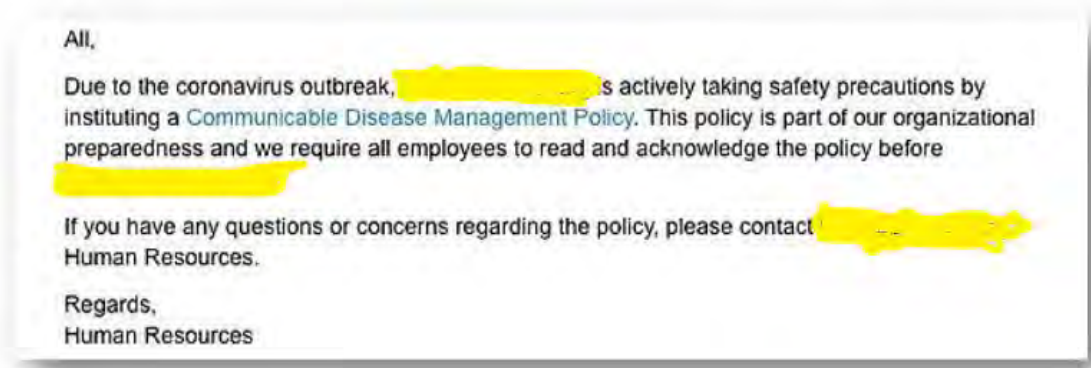 All,
Due to the coronavirus outbreak, is actively taking safety precautions by
instituting a Communicable Disease Management Policy. This policy is part of our organizational
preparedness and we require all employees to read and acknowledge the policy before
If you have any questions or concerns regarding the policy, please contact
Human Resources.
Regards,
Human Resources